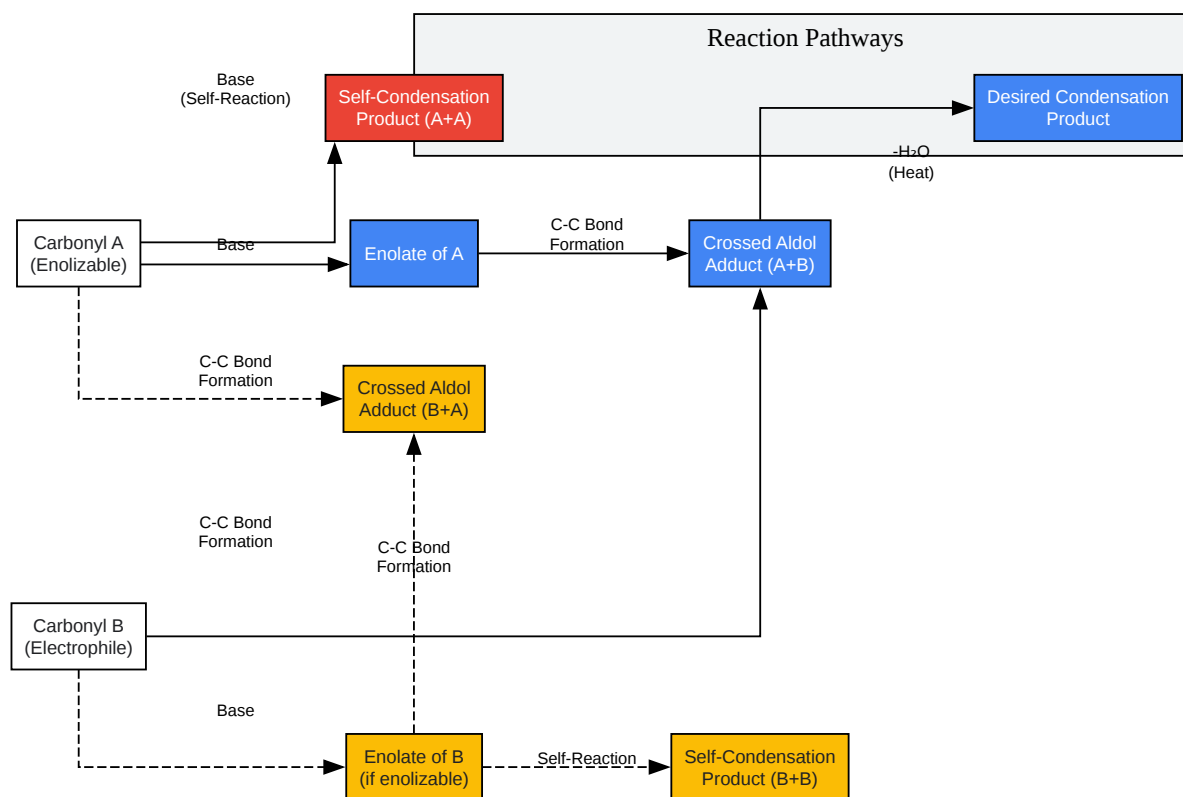 Reaction Pathways
Base
(Self-Reaction)
Self-Condensation
Product (A+A)
Desired Condensation
Product
-H₂O
(Heat)
Carbonyl A
(Enolizable)
Base
Enolate of A
C-C Bond
Formation
Crossed Aldol
Adduct (A+B)
C-C Bond
Formation
Crossed Aldol
Adduct (B+A)
C-C Bond
Formation
C-C Bond
Formation
Carbonyl B
(Electrophile)
Base
Enolate of B
(if enolizable)
Self-Reaction
Self-Condensation
Product (B+B)